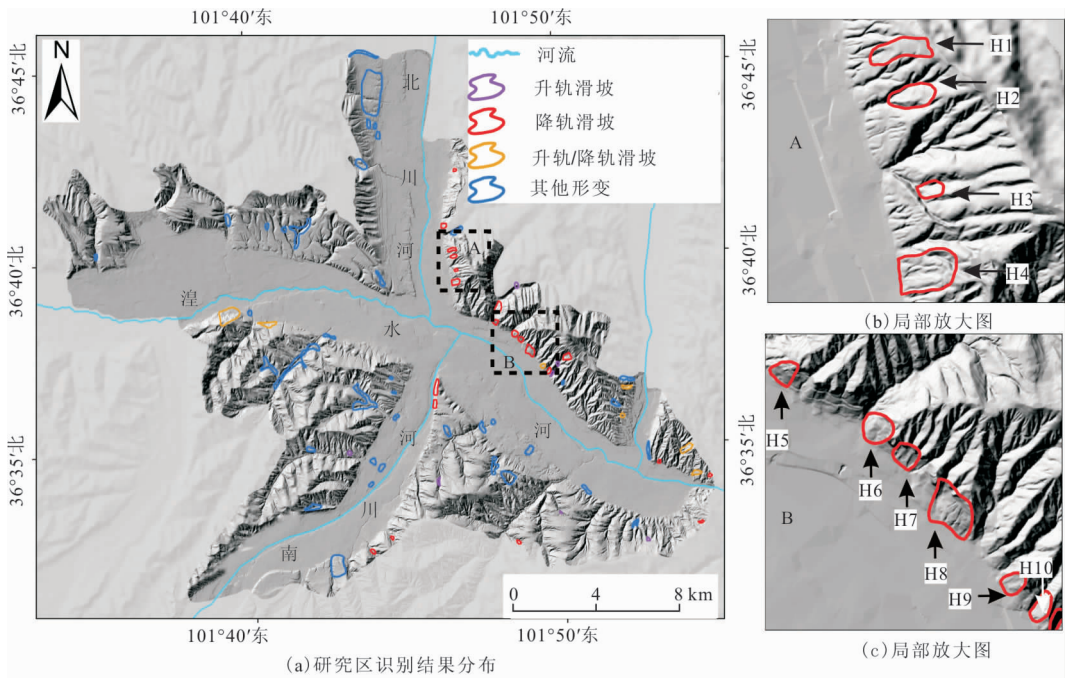 101°40′东
101°50′东
36°45′北
36°40′北
36°35′北
N
河流
升轨滑坡
降轨滑坡
升轨/降轨滑坡
其他形变
北
川
河
湟
水
河
南
川
河
A
B
0 4 8 km
36°45′北
36°40′北
36°35′北
101°40′东
101°50′东
(a)研究区识别结果分布
A
H1
H2
H3
H4
(b)局部放大图
B
H5
H6
H7
H8
H9
H10
(c)局部放大图